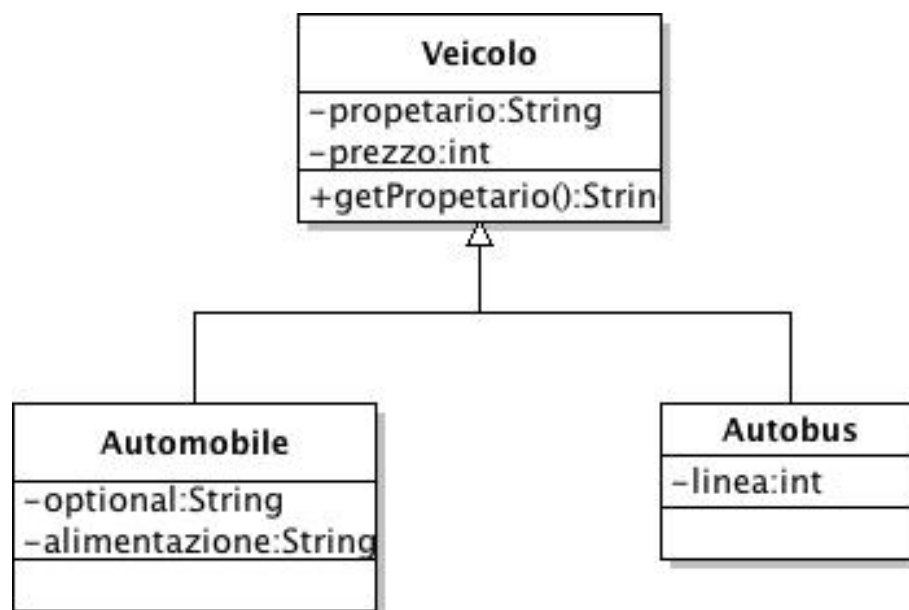 Veicolo
-propetario:String
-prezzo:int
+getPropetario():Strin
Automobile
-optional:String
-alimentazione:String
Autobus
-linea:int